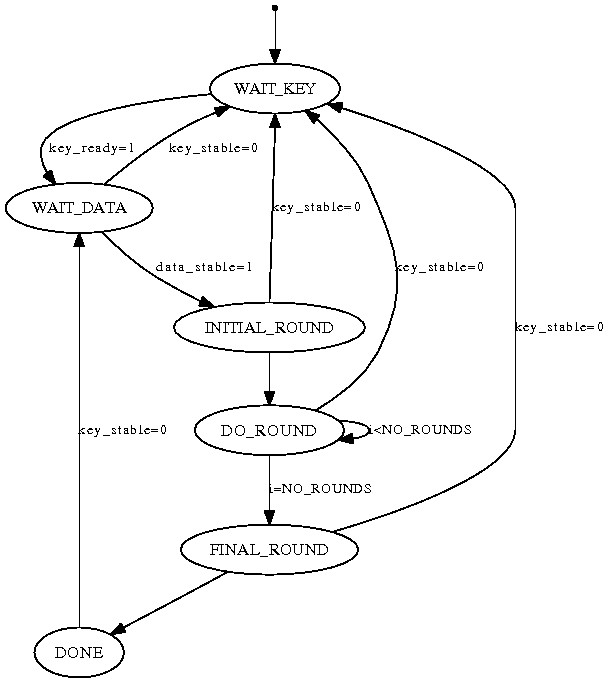 WAIT_KEY
key_ready=1
key_stable=0
WAIT_DATA
key_stable=0
data_stable=1
key_stable=0
INITIAL_ROUND
key_stable=0
DO_ROUND
i<NO_ROUNDS
key_stable=0
i=NO_ROUNDS
FINAL_ROUND
DONE